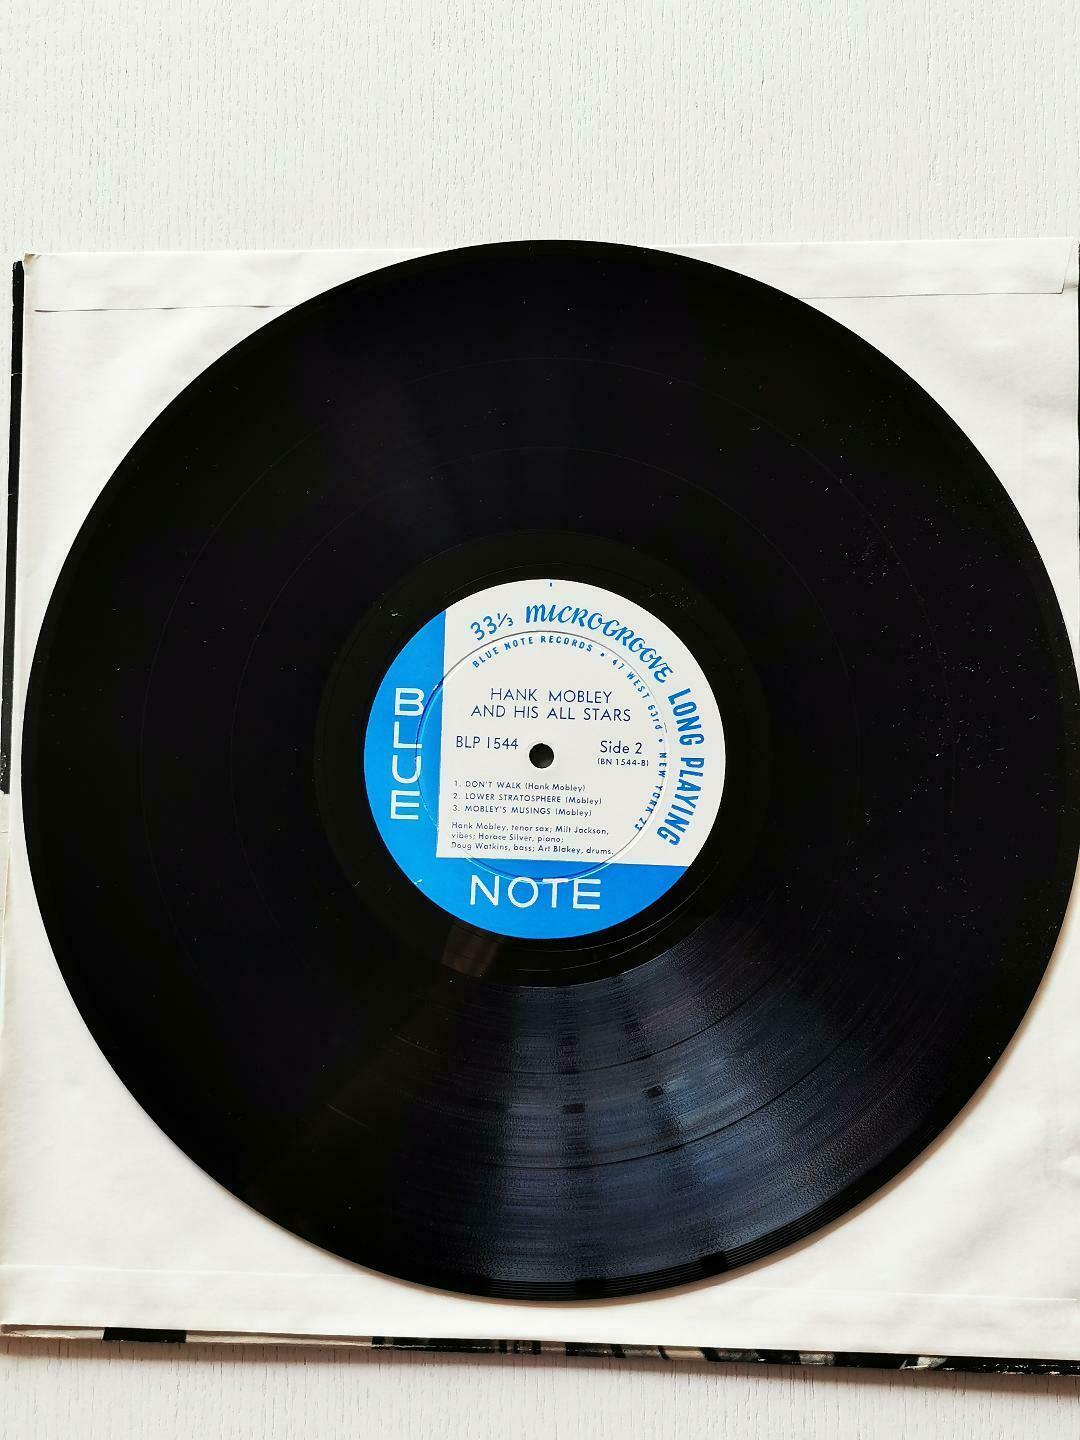 33⅓ MICROGROOVE LONG PLAYING
BLUE NOTE RECORDS • 47 WEST 63rd • NEW YORK 23
HANK MOBLEY
AND HIS ALL STARS
BLP 1544
Side 2
(BN 1544-B)
1. DON'T WALK (Hank Mobley)
2. LOWER STRATOSPHERE (Mobley)
3. MOBLEY'S MUSINGS (Mobley)
Hank Mobley, tenor sax; Milt Jackson,
vibes; Horace Silver, piano;
Doug Watkins, bass; Art Blakey, drums.
BLUE
NOTE